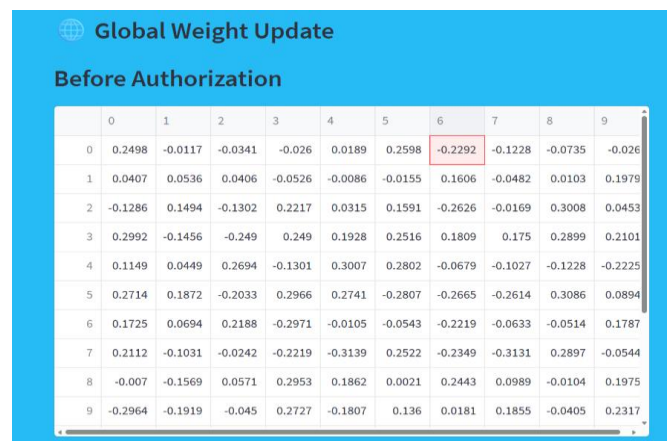 Global Weight Update
Before Authorization
0 1 2 3 4 5 6 7 8 9
0 0.2498 -0.0117 -0.0341 -0.026 0.0189 0.2598 -0.2292 -0.1228 -0.0735 -0.026
1 0.0407 0.0536 0.0406 -0.0526 -0.0086 -0.0155 0.1606 -0.0482 0.0103 0.1979
2 -0.1286 0.1494 -0.1302 0.2217 0.0315 0.1591 -0.2626 -0.0169 0.3008 0.0453
3 0.2992 -0.1456 -0.249 0.249 0.1928 0.2516 0.1809 0.175 0.2899 0.2101
4 0.1149 0.0449 0.2694 -0.1301 0.3007 0.2802 -0.0679 -0.1027 -0.1228 -0.2225
5 0.2714 0.1872 -0.2033 0.2966 0.2741 -0.2807 -0.2665 -0.2614 0.3086 0.0894
6 0.1725 0.0694 0.2188 -0.2971 -0.0105 -0.0543 -0.2219 -0.0633 -0.0514 0.1787
7 0.2112 -0.1031 -0.0242 -0.2219 -0.3139 0.2522 -0.2349 -0.3131 0.2897 -0.0544
8 -0.007 -0.1569 0.0571 0.2953 0.1862 0.0021 0.2443 0.0989 -0.0104 0.1975
9 -0.2964 -0.1919 -0.045 0.2727 -0.1807 0.136 0.0181 0.1855 -0.0405 0.2317